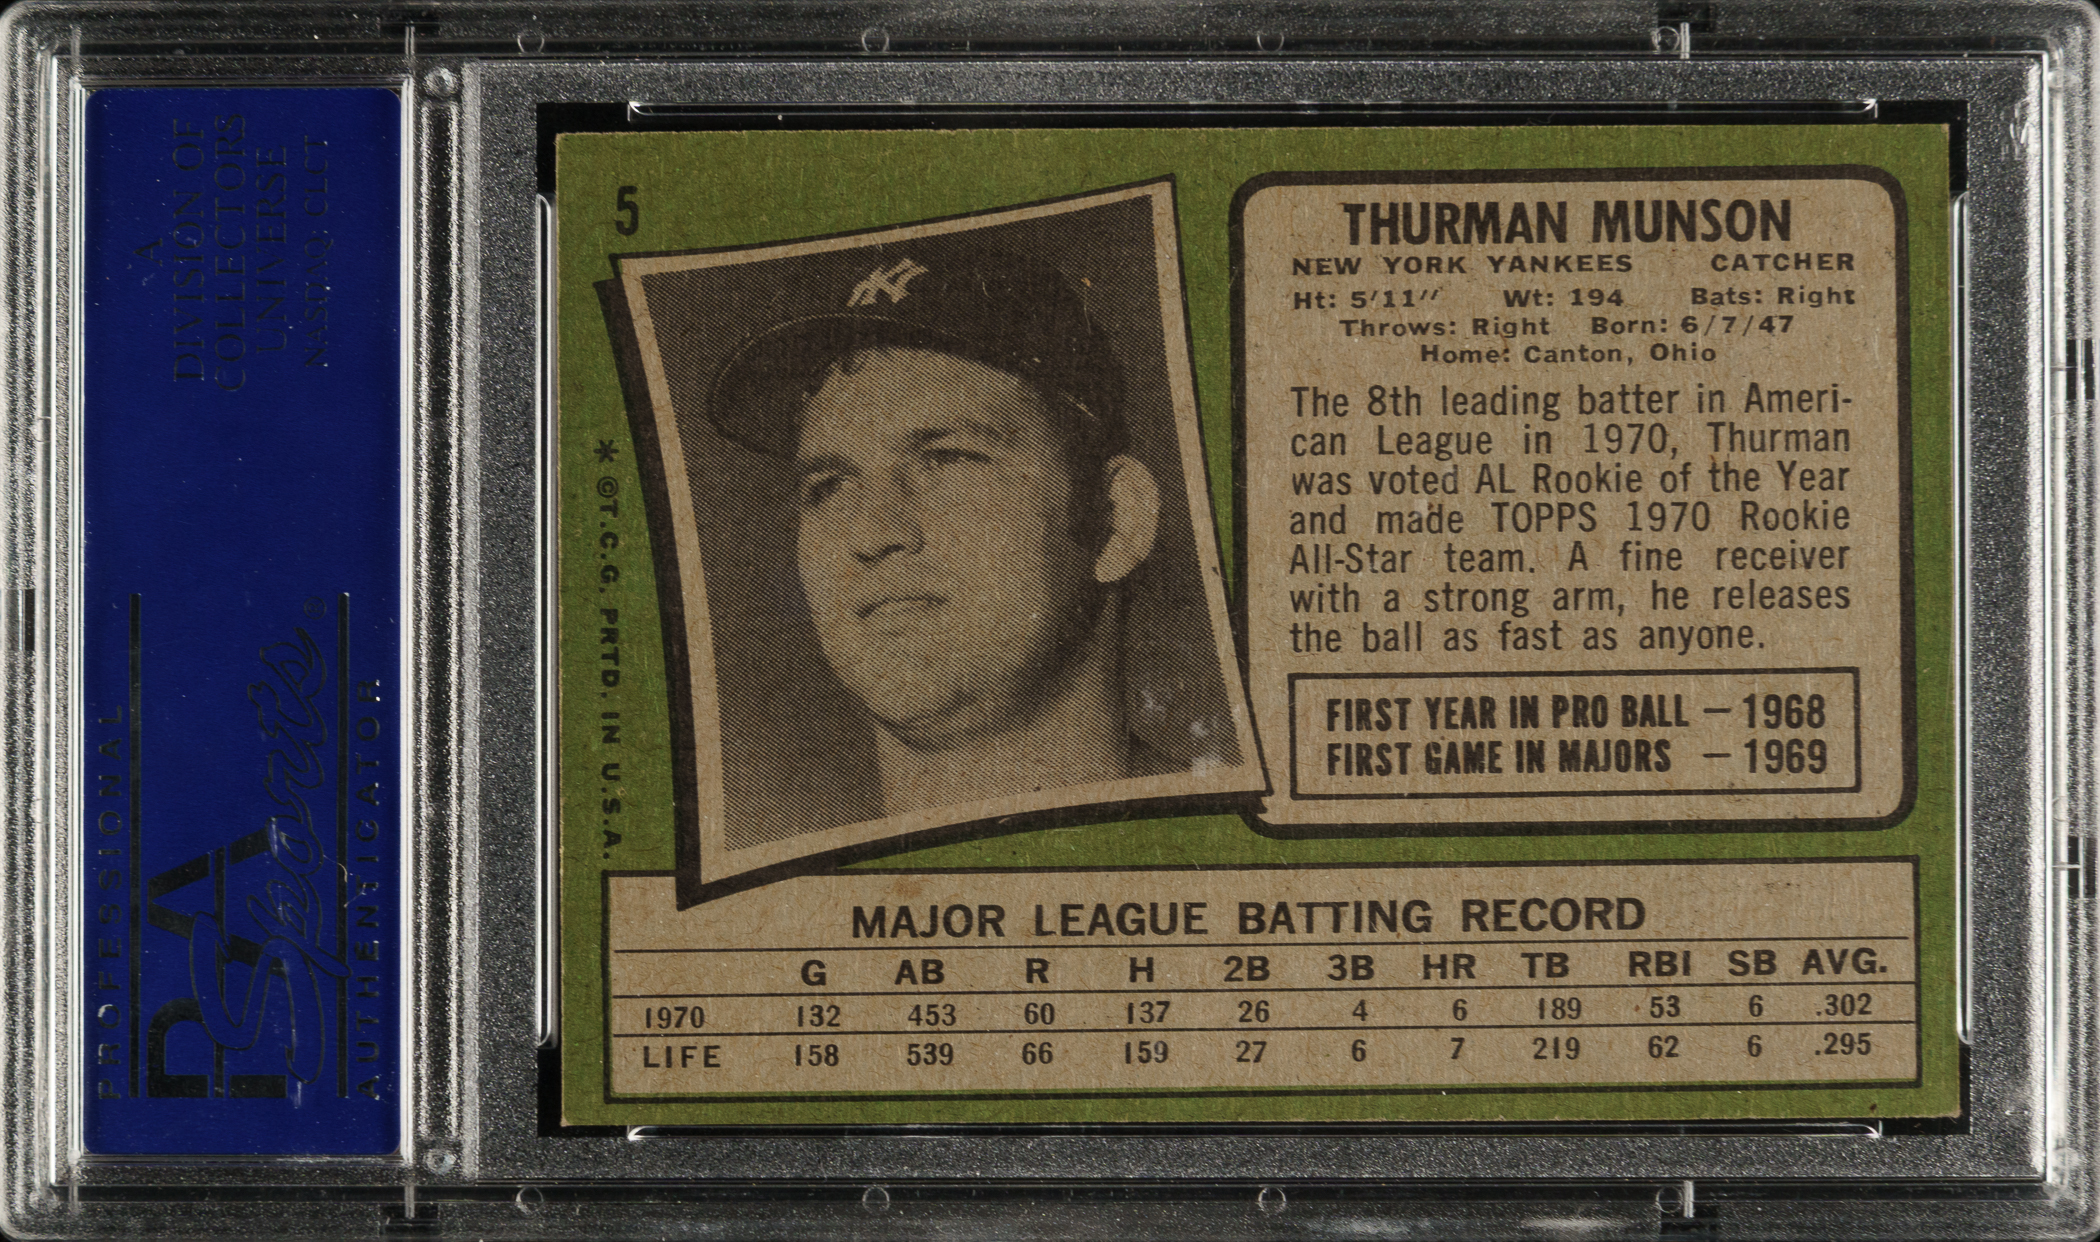 A
DIVISION OF
COLLECTORS
UNIVERSE
NASDAQ: CLCT
PROFESSIONAL
PSA
Sports®
AUTHENTICATOR
5
NY
* ©T.C.G. PRTD. IN U.S.A.
THURMAN MUNSON
NEW YORK YANKEES CATCHER
Ht: 5'11" Wt: 194 Bats: Right
Throws: Right Born: 6/7/47
Home: Canton, Ohio
The 8th leading batter in Ameri-
can League in 1970, Thurman
was voted AL Rookie of the Year
and made TOPPS 1970 Rookie
All-Star team. A fine receiver
with a strong arm, he releases
the ball as fast as anyone.
FIRST YEAR IN PRO BALL — 1968
FIRST GAME IN MAJORS — 1969
MAJOR LEAGUE BATTING RECORD
G AB R H 2B 3B HR TB RBI SB AVG.
1970 132 453 60 137 26 4 6 189 53 6 .302
LIFE 158 539 66 159 27 6 7 219 62 6 .295